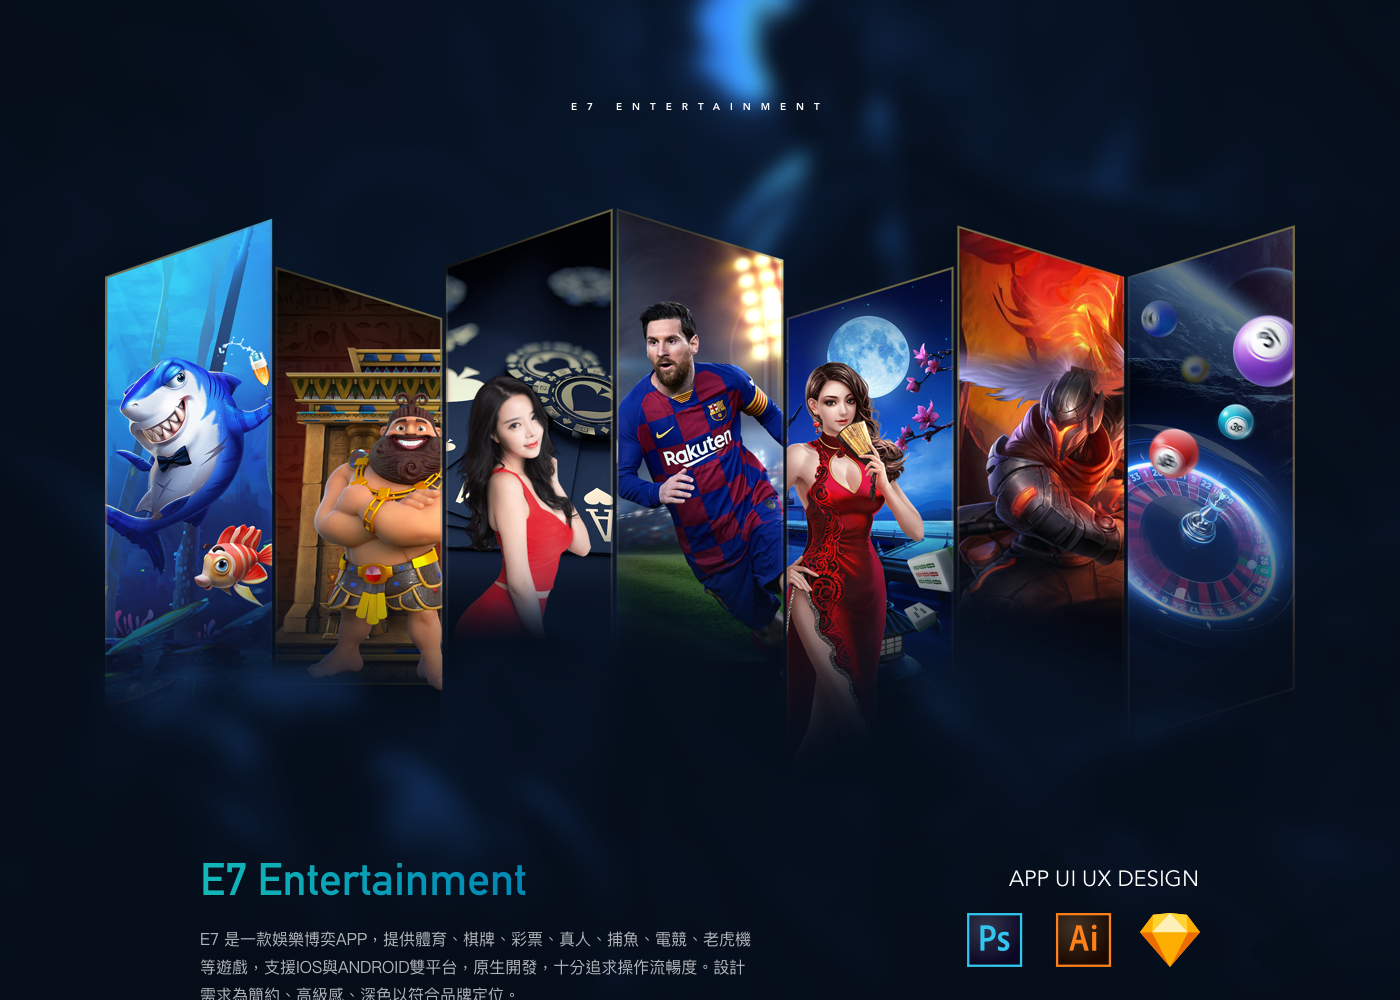 E7 ENTERTAINMENT
Rakuten
E7 Entertainment
APP UI UX DESIGN
Ps Ai
E7 是一款娛樂博奕APP，提供體育、棋牌、彩票、真人、捕魚、電競、老虎機
等遊戲，支援IOS與ANDROID雙平台，原生開發，十分追求操作流暢度。設計
需求為簡約、高級感、深色以符合品牌定位。